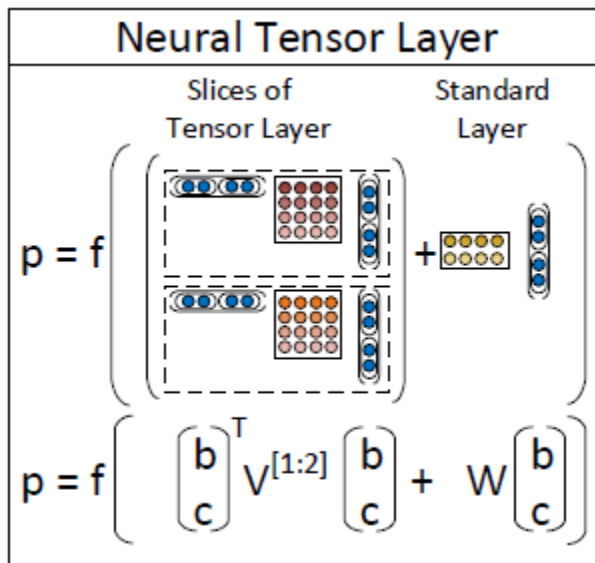 Neural Tensor Layer
Slices of Standard
Tensor Layer Layer
p = f ( ( ) + )
p = f ( ( b c )ᵀ V[1:2] ( b c ) + W ( b c ) )